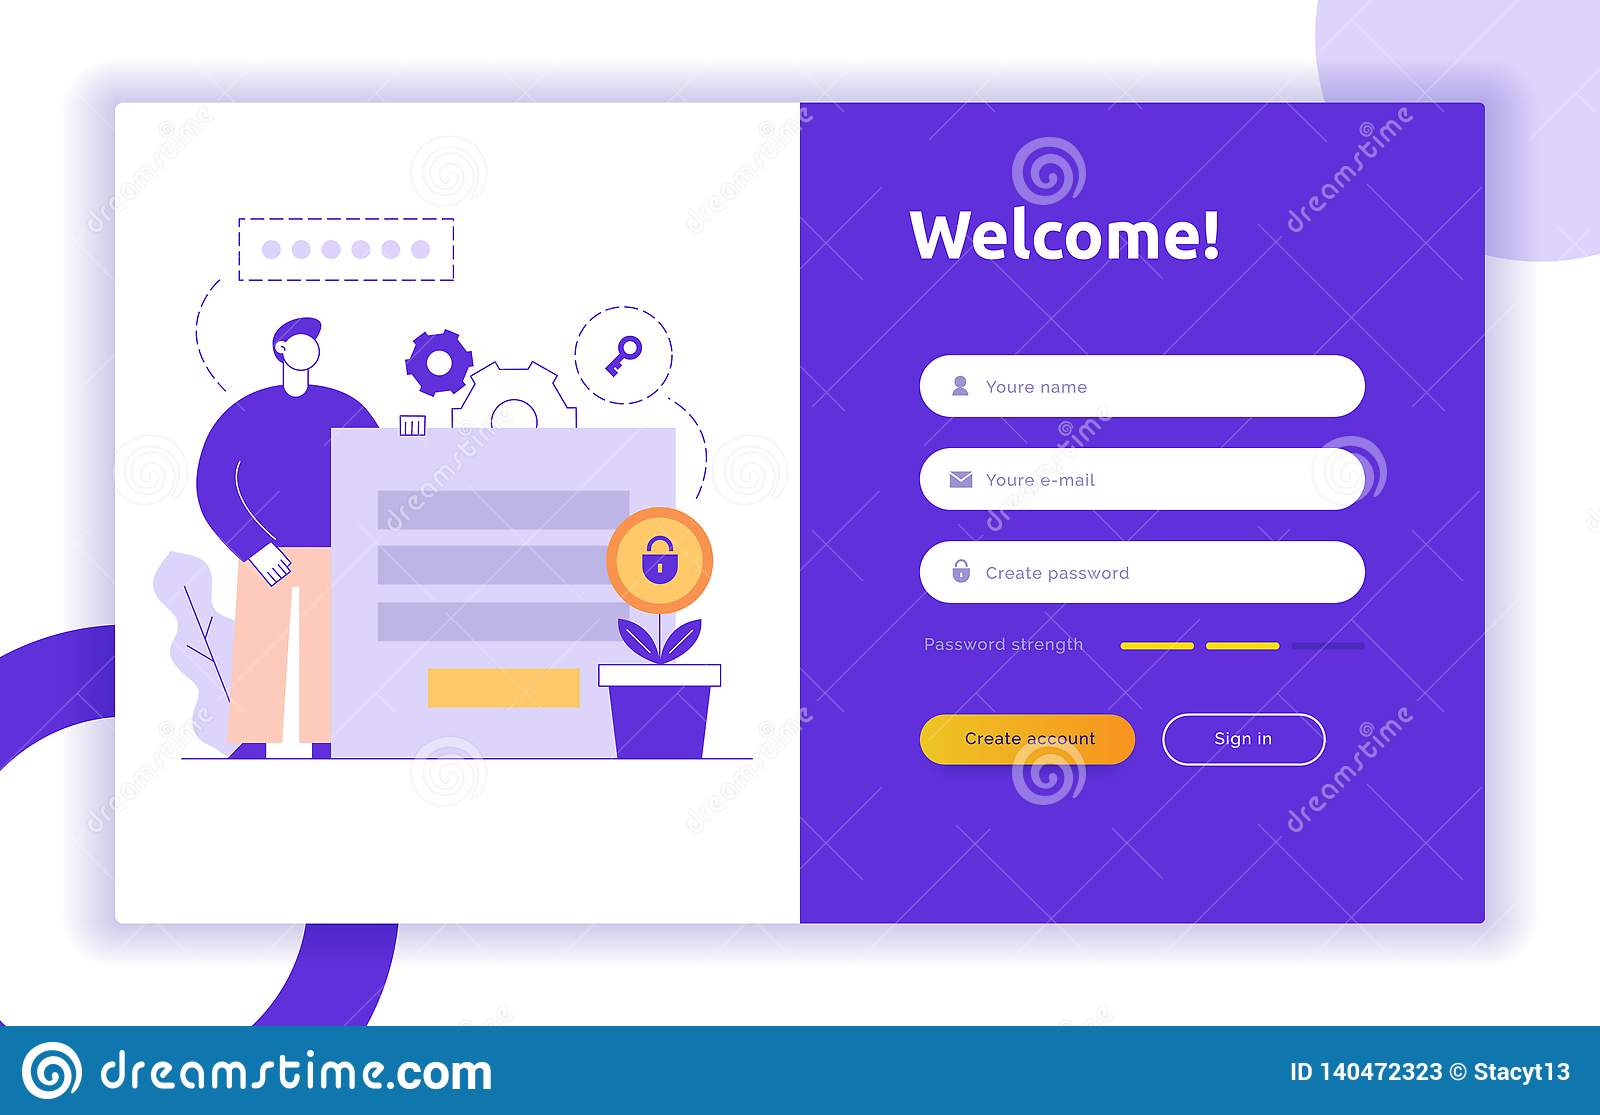 Welcome!
Youre name
Youre e-mail
Create password
Password strength
Create account
Sign in
dreamstime.com
ID 140472323 © Stacyt13